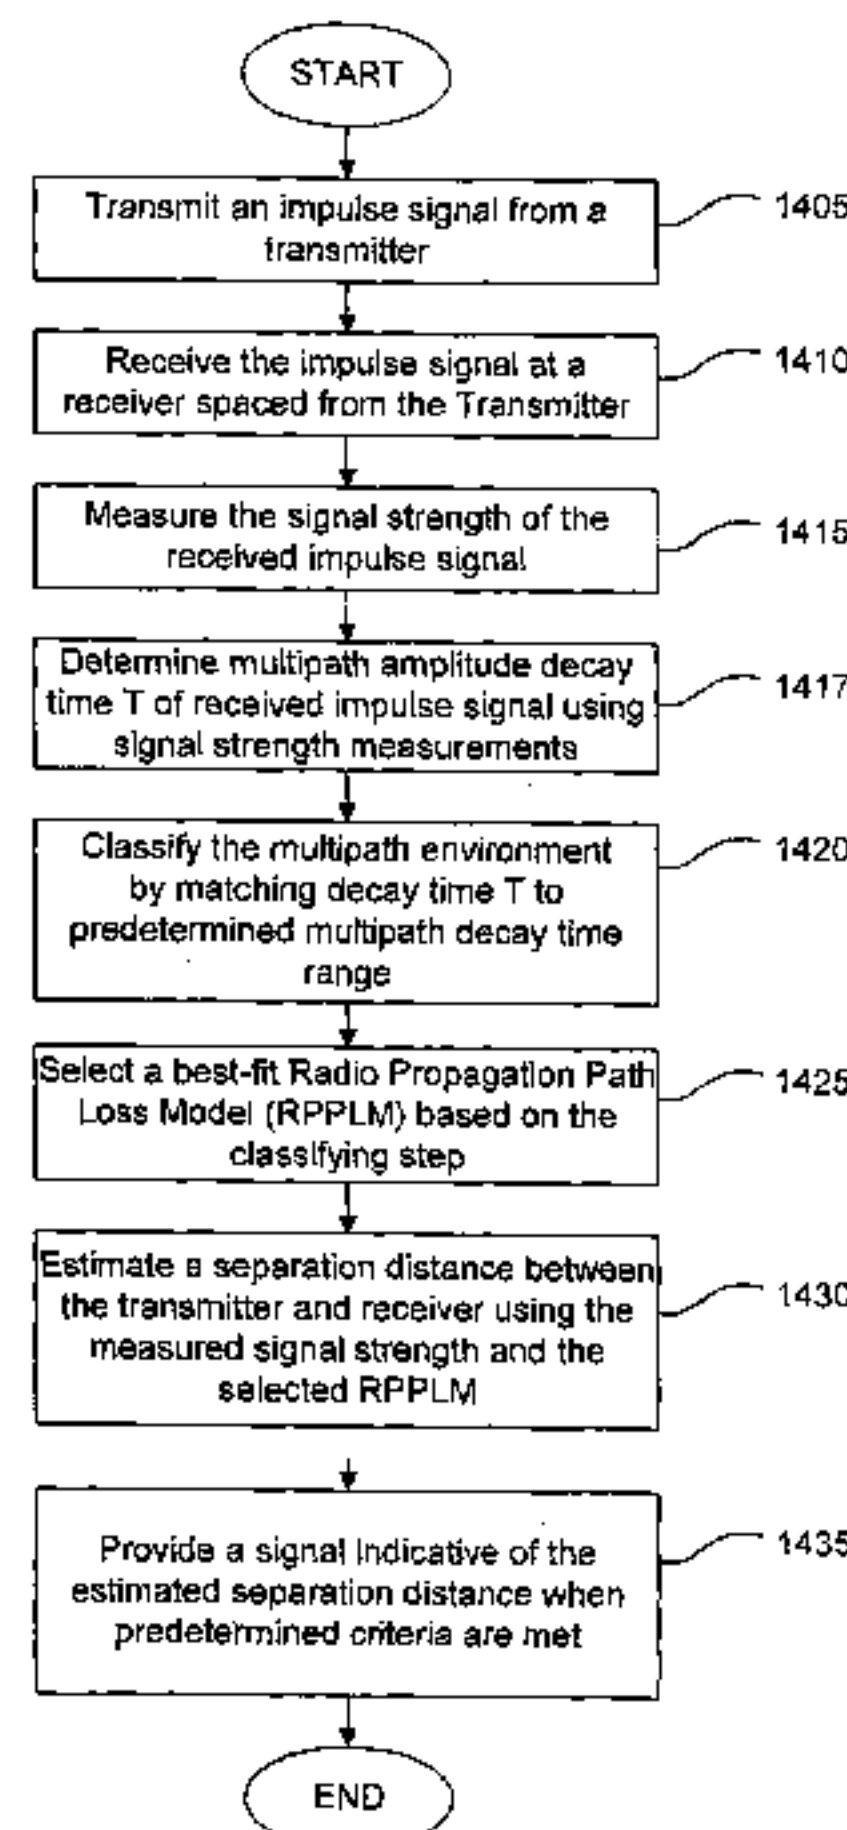 START
Transmit an impulse signal from a
transmitter
1405
Receive the impulse signal at a
receiver spaced from the Transmitter
1410
Measure the signal strength of the
received impulse signal
1415
Determine multipath amplitude decay
time T of received impulse signal using
signal strength measurements
1417
Classify the multipath environment
by matching decay time T to
predetermined multipath decay time
range
1420
Select a best-fit Radio Propagation Path
Loss Model (RPPLM) based on the
classifying step
1425
Estimate a separation distance between
the transmitter and receiver using the
measured signal strength and the
selected RPPLM
1430
Provide a signal Indicative of the
estimated separation distance when
predetermined criteria are met
1435
END